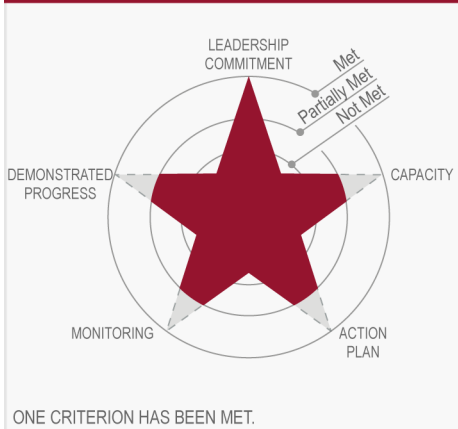 LEADERSHIP
COMMITMENT
Met
Partially Met
Not Met
DEMONSTRATED
PROGRESS
CAPACITY
MONITORING
ACTION
PLAN
ONE CRITERION HAS BEEN MET.